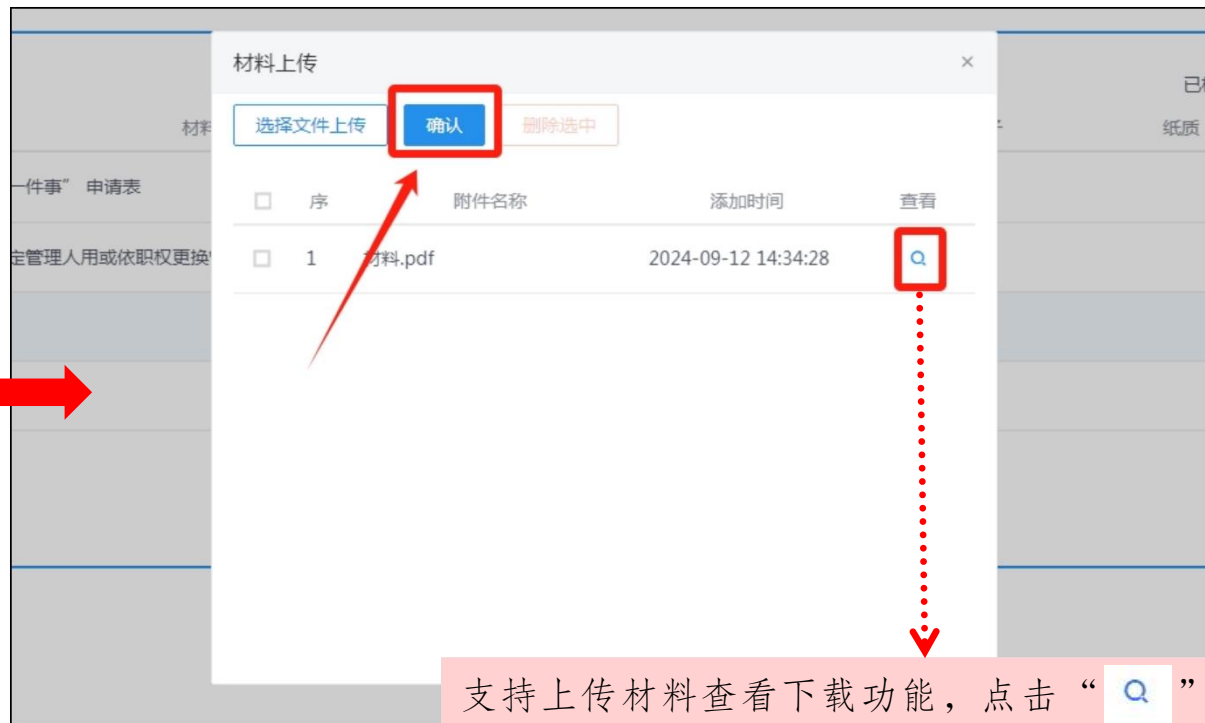 材料上传
已
选择文件上传 确认 删除选中
材料
纸质
一件事” 申请表
序 附件名称 添加时间 查看
定管理人用或依职权更换
1 材料.pdf 2024-09-12 14:34:28
支持上传材料查看下载功能，点击“ ”